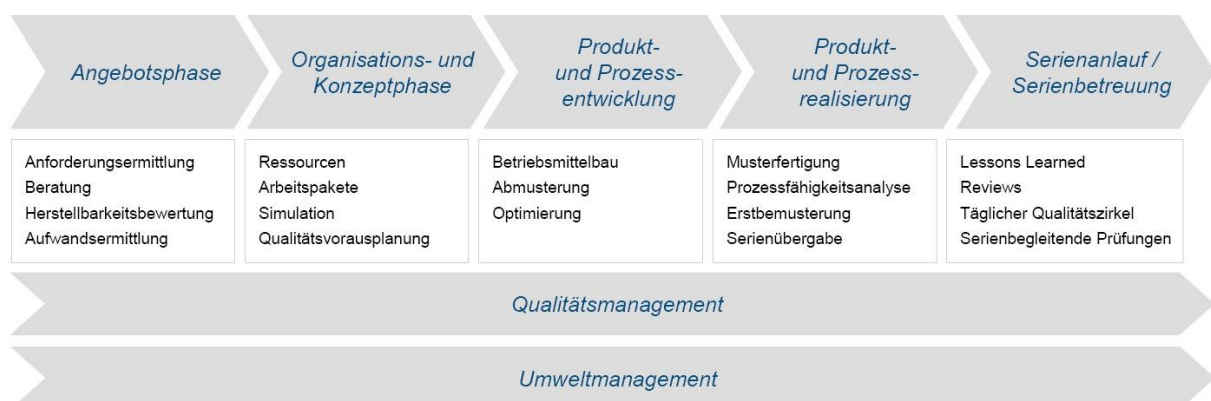 Angebotsphase
Organisations- und
Konzeptphase
Produkt-
und Prozess-
entwicklung
Produkt-
und Prozess-
realisierung
Serienanlauf /
Serienbetreuung
Anforderungsermittlung
Beratung
Herstellbarkeitsbewertung
Aufwandsermittlung
Ressourcen
Arbeitspakete
Simulation
Qualitätsvorausplanung
Betriebsmittelbau
Abmusterung
Optimierung
Musterfertigung
Prozessfähigkeitsanalyse
Erstbemusterung
Serienübergabe
Lessons Learned
Reviews
Täglicher Qualitätszirkel
Serienbegleitende Prüfungen
Qualitätsmanagement
Umweltmanagement